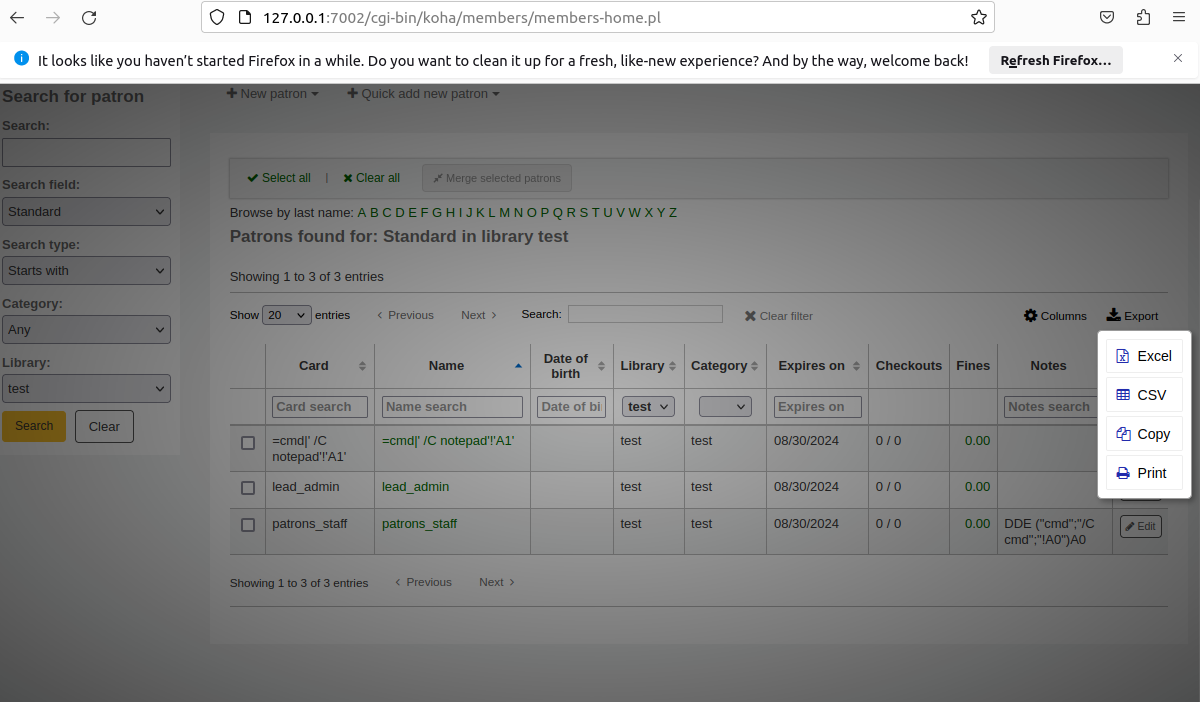 127.0.0.1:7002/cgi-bin/koha/members/members-home.pl
It looks like you haven't started Firefox in a while. Do you want to clean it up for a fresh, like-new experience? And by the way, welcome back! Refresh Firefox...
Search for patron
Search:
Search field:
Standard
Search type:
Starts with
Category:
Any
Library:
test
Search Clear
New patron Quick add new patron
Select all | Clear all Merge selected patrons
Browse by last name: A B C D E F G H I J K L M N O P Q R S T U V W X Y Z
Patrons found for: Standard in library test
Showing 1 to 3 of 3 entries
Show 20 entries Previous Next Search: Clear filter Columns Export
Excel
CSV
Copy
Print
Card Name Date of birth Library Category Expires on Checkouts Fines Notes
Card search Name search Date of bi test Expires on Notes search
=cmd|' /C notepad'!'A1' =cmd|' /C notepad'!'A1' test test 08/30/2024 0 / 0 0.00
lead_admin lead_admin test test 08/30/2024 0 / 0 0.00
patrons_staff patrons_staff test test 08/30/2024 0 / 0 0.00 DDE ("cmd";"/C cmd";"!A0")A0 Edit
Showing 1 to 3 of 3 entries Previous Next